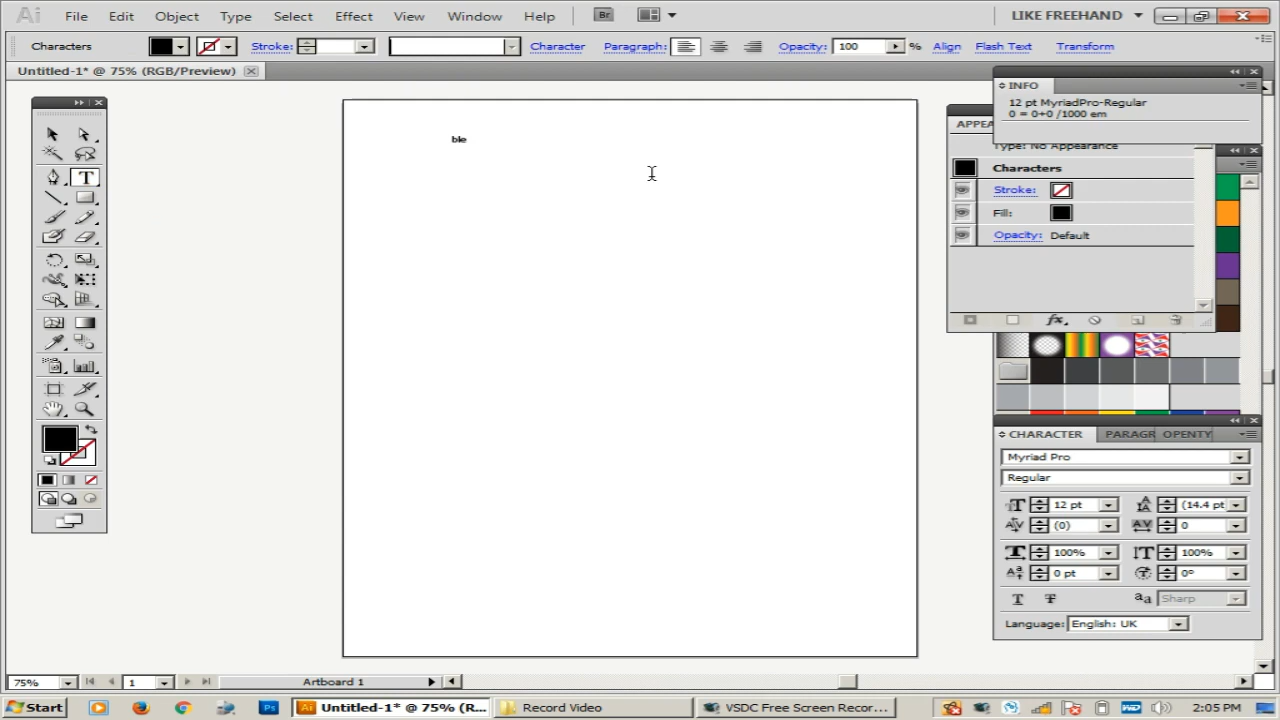 Ai File Edit Object Type Select Effect View Window Help Br LIKE FREEHAND
Characters Stroke: Character Paragraph: Opacity: 100 % Align Flash Text Transform
Untitled-1* @ 75% (RGB/Preview)
ble
T
INFO
12 pt MyriadPro-Regular
0 = 0+0 /1000 em
APPEA
Type: No Appearance
Characters
Stroke:
Fill:
Opacity: Default
fx
CHARACTER PARAGR OPENTY
Myriad Pro
Regular
12 pt (14.4 pt
(0) 0
100% 100%
0 pt 0°
Sharp
Language: English: UK
75% 1 Artboard 1
Start Ps Ai Untitled-1* @ 75% (R... Record Video VSDC Free Screen Recor... 2:05 PM